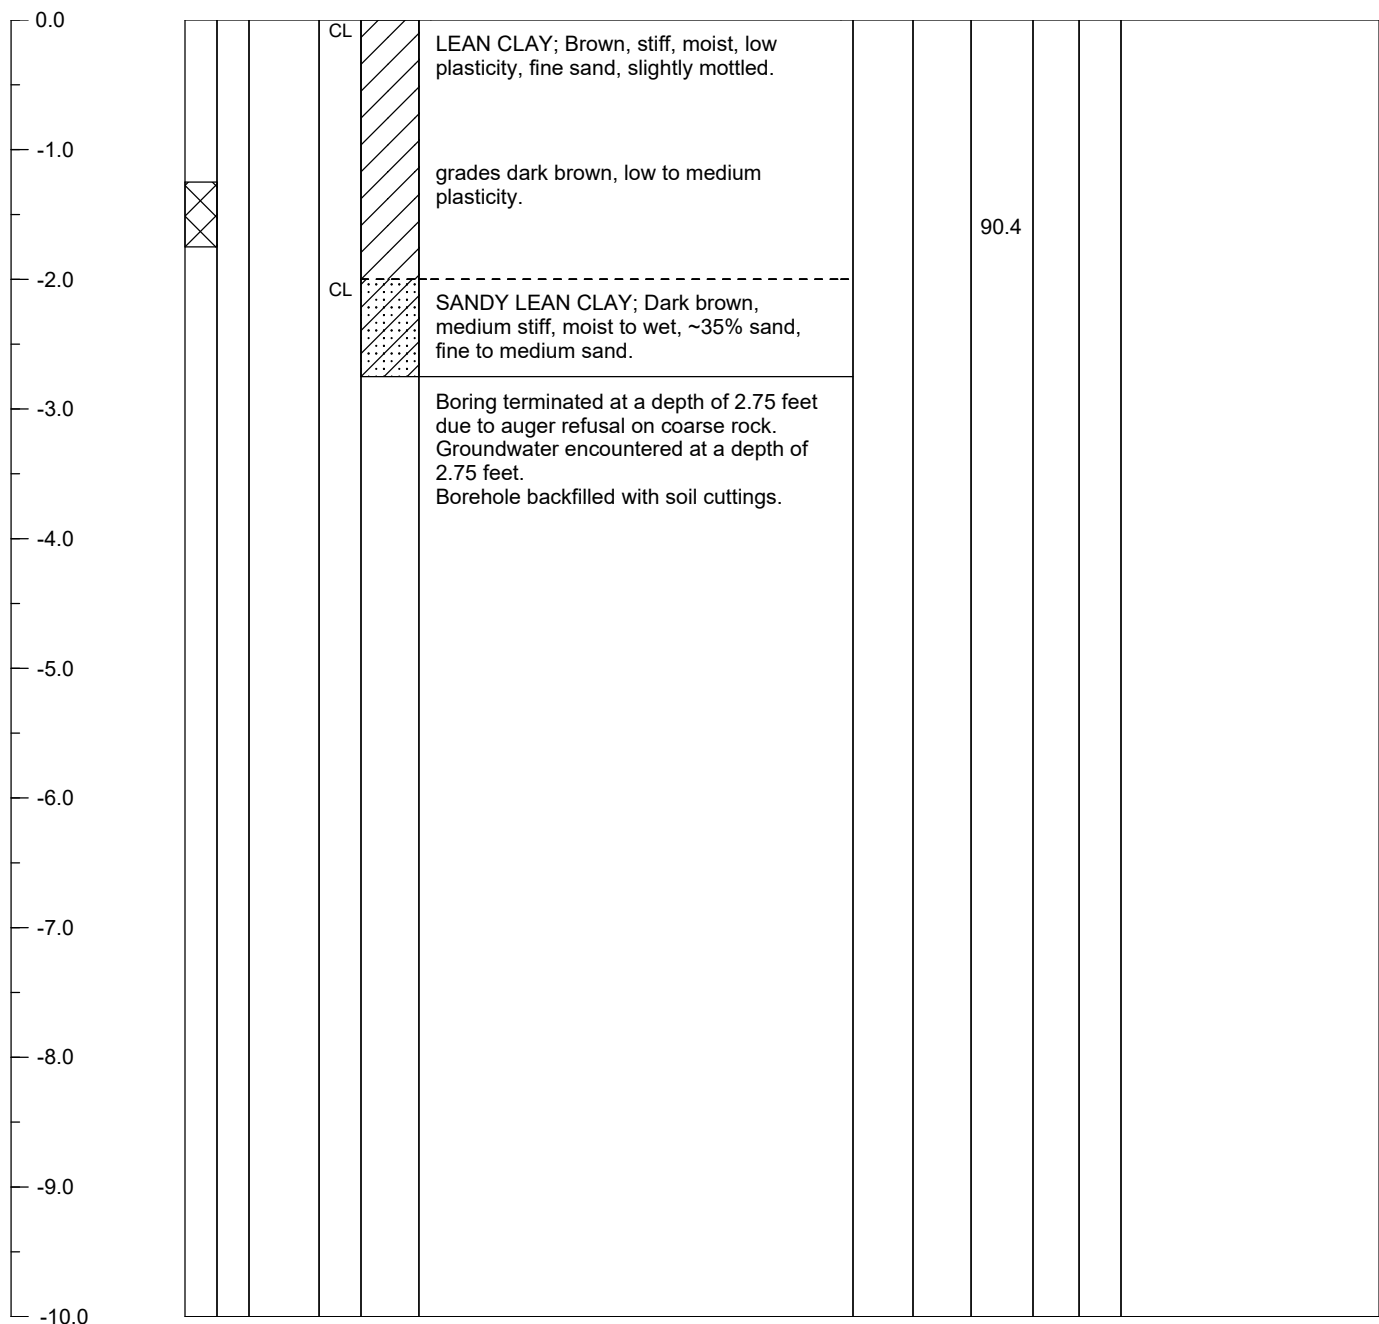 0.0
CL
LEAN CLAY; Brown, stiff, moist, low
plasticity, fine sand, slightly mottled.
-1.0
grades dark brown, low to medium
plasticity.
90.4
-2.0
CL
SANDY LEAN CLAY; Dark brown,
medium stiff, moist to wet, ~35% sand,
fine to medium sand.
-3.0
Boring terminated at a depth of 2.75 feet
due to auger refusal on coarse rock.
Groundwater encountered at a depth of
2.75 feet.
Borehole backfilled with soil cuttings.
-4.0
-5.0
-6.0
-7.0
-8.0
-9.0
-10.0